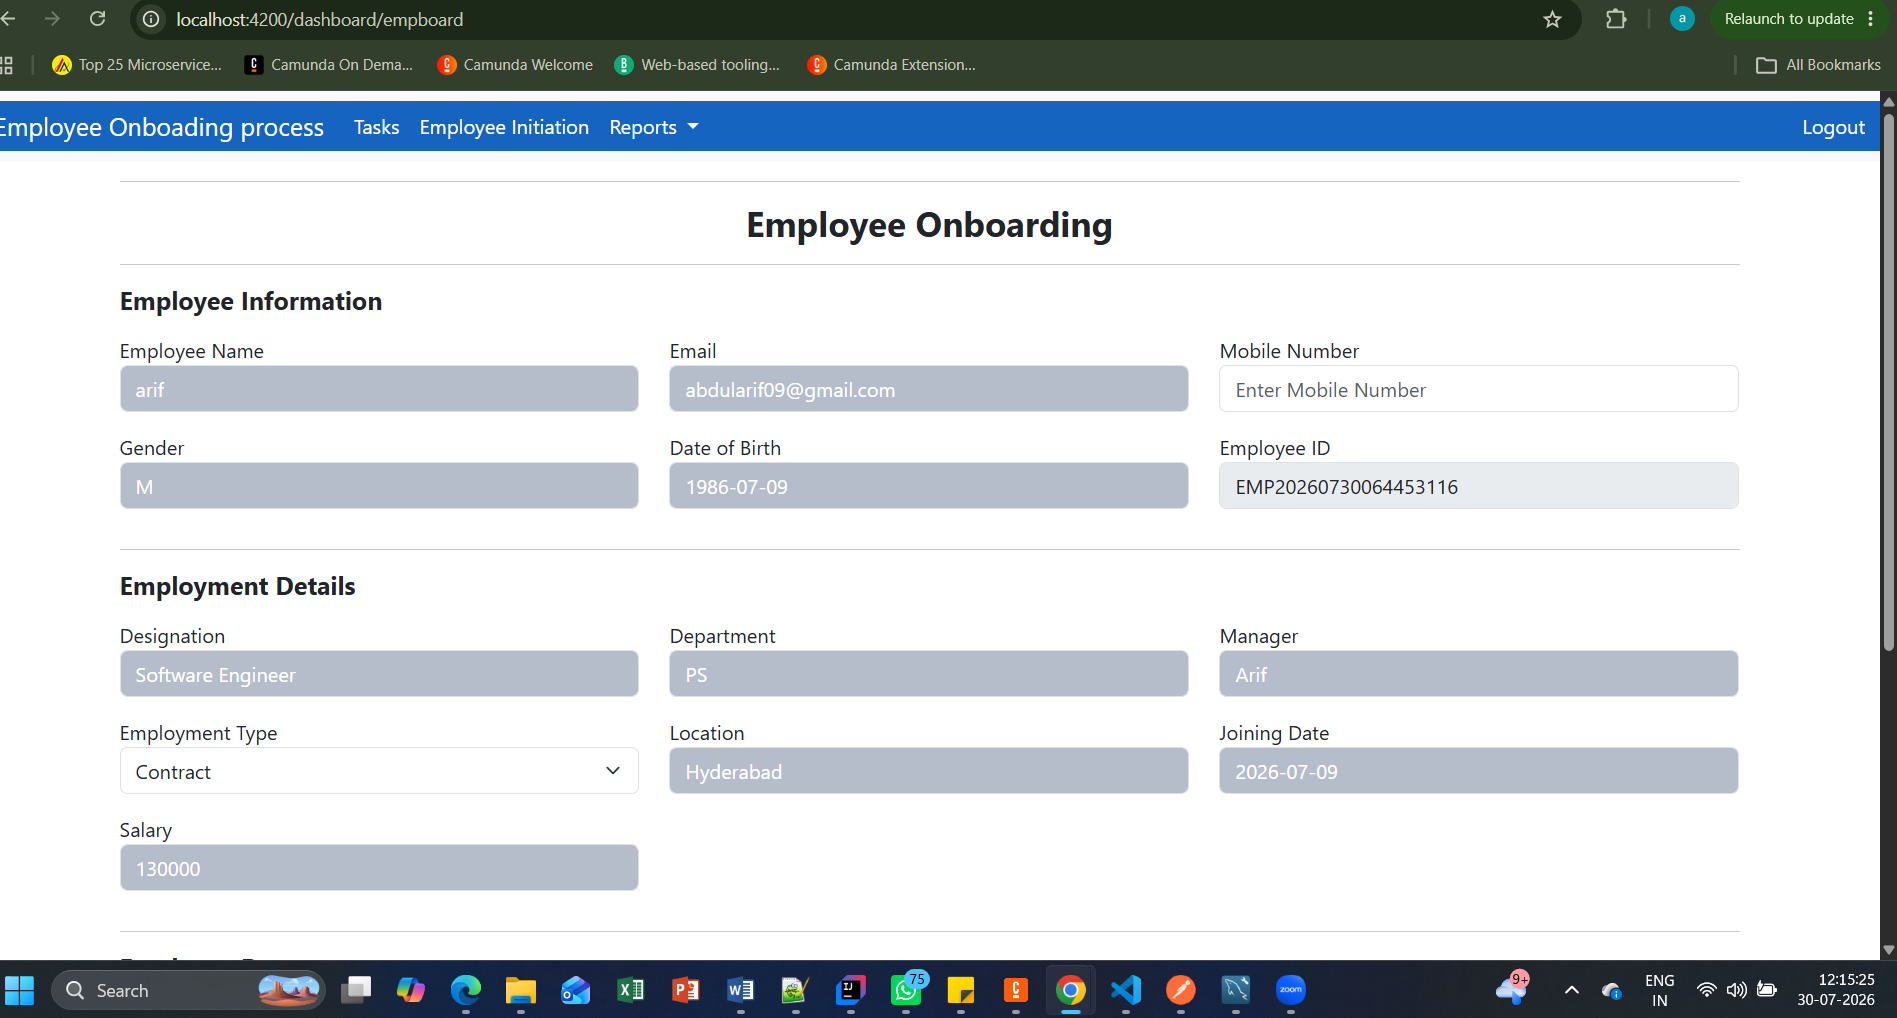 localhost:4200/dashboard/empboard
a
Relaunch to update
Top 25 Microservice...
Camunda On Dema...
Camunda Welcome
Web-based tooling...
Camunda Extension...
All Bookmarks
Employee Onboading process
Tasks
Employee Initiation
Reports
Logout
Employee Onboarding
Employee Information
Employee Name
Email
Mobile Number
arif
abdularif09@gmail.com
Enter Mobile Number
Gender
Date of Birth
Employee ID
M
1986-07-09
EMP20260730064453116
Employment Details
Designation
Department
Manager
Software Engineer
PS
Arif
Employment Type
Location
Joining Date
Contract
Hyderabad
2026-07-09
Salary
130000
Search
75
zoom
9+
ENG
IN
12:15:25
30-07-2026